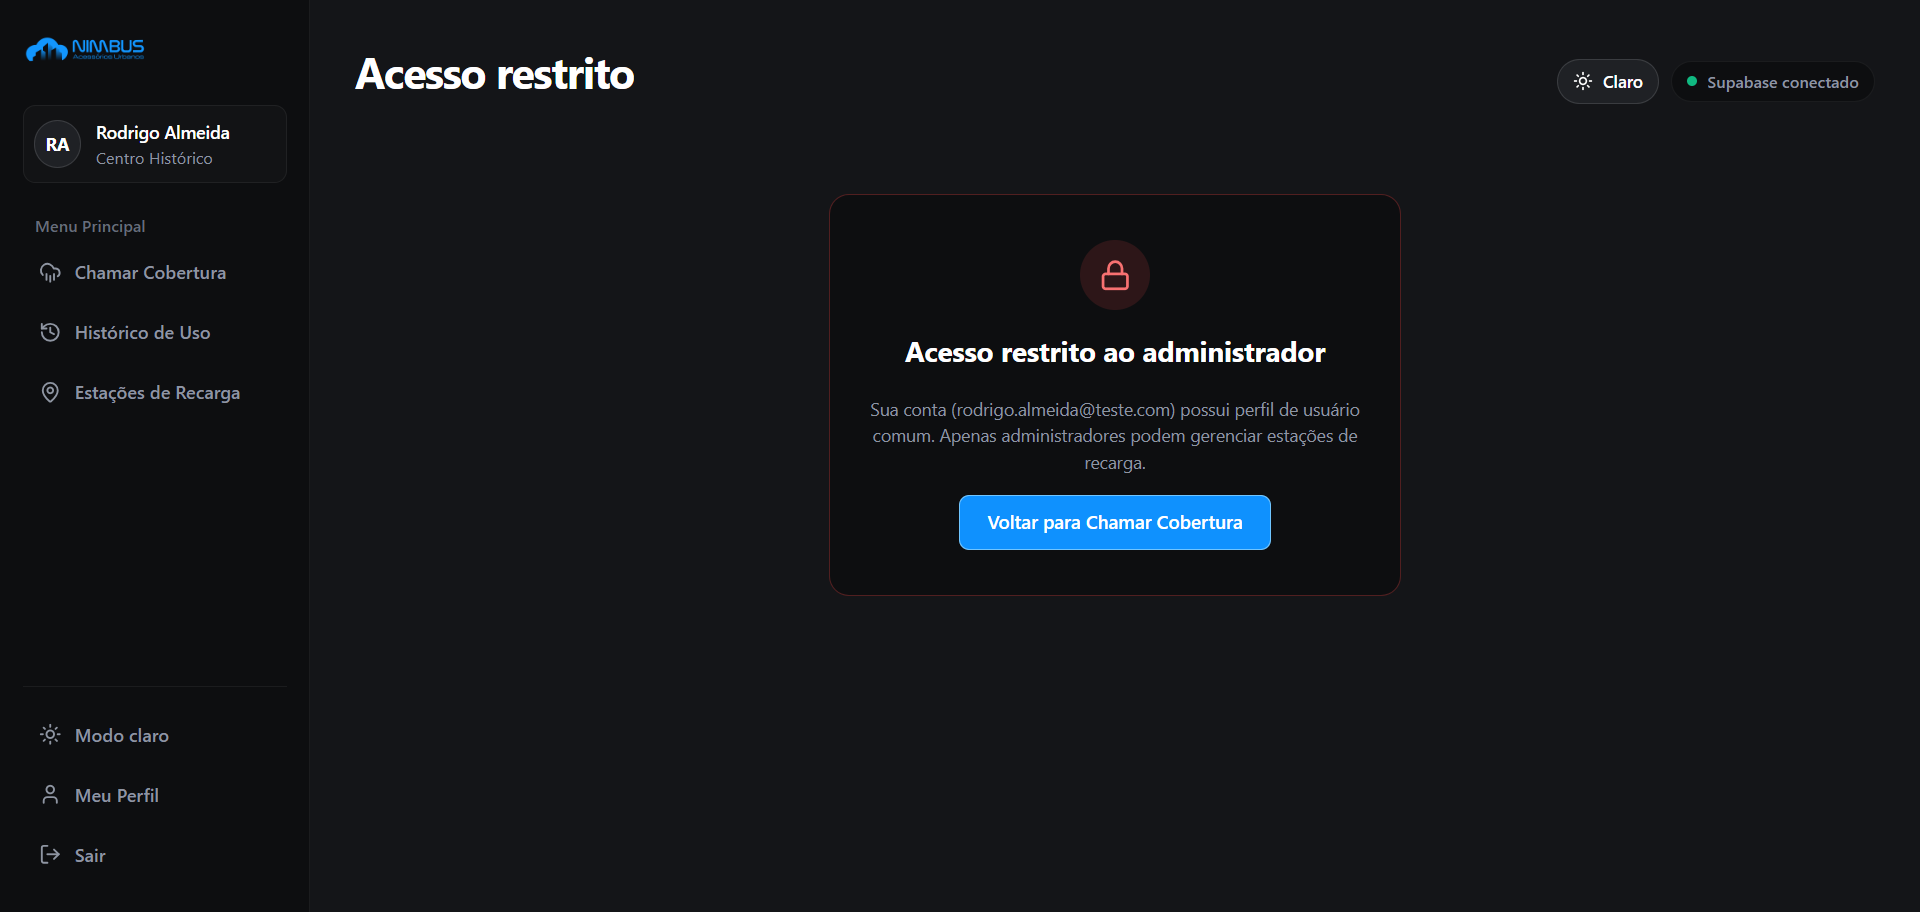 NIMBUS
Acessórios Urbanos
RA
Rodrigo Almeida
Centro Histórico
Menu Principal
Chamar Cobertura
Histórico de Uso
Estações de Recarga
Modo claro
Meu Perfil
Sair
Acesso restrito
Claro
Supabase conectado
Acesso restrito ao administrador
Sua conta (rodrigo.almeida@teste.com) possui perfil de usuário
comum. Apenas administradores podem gerenciar estações de
recarga.
Voltar para Chamar Cobertura